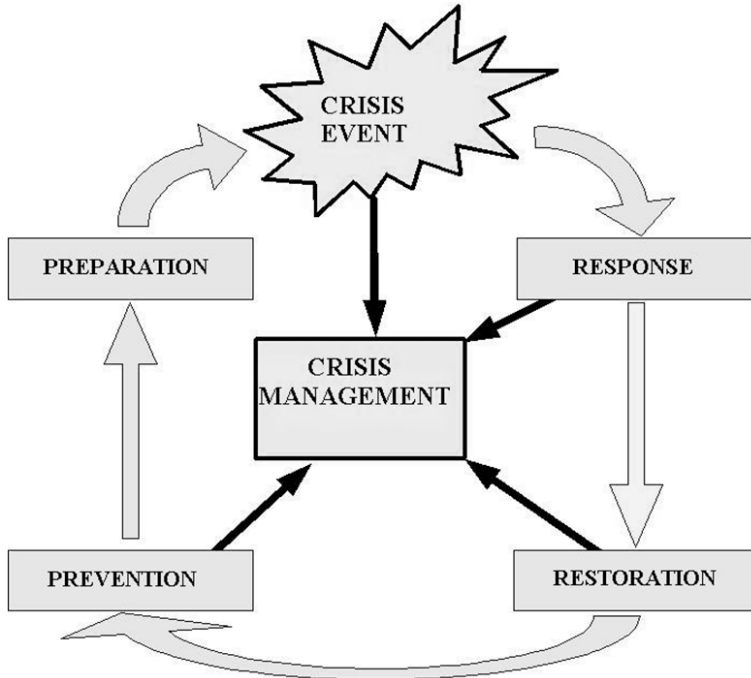 CRISIS
EVENT
PREPARATION
RESPONSE
CRISIS
MANAGEMENT
PREVENTION
RESTORATION